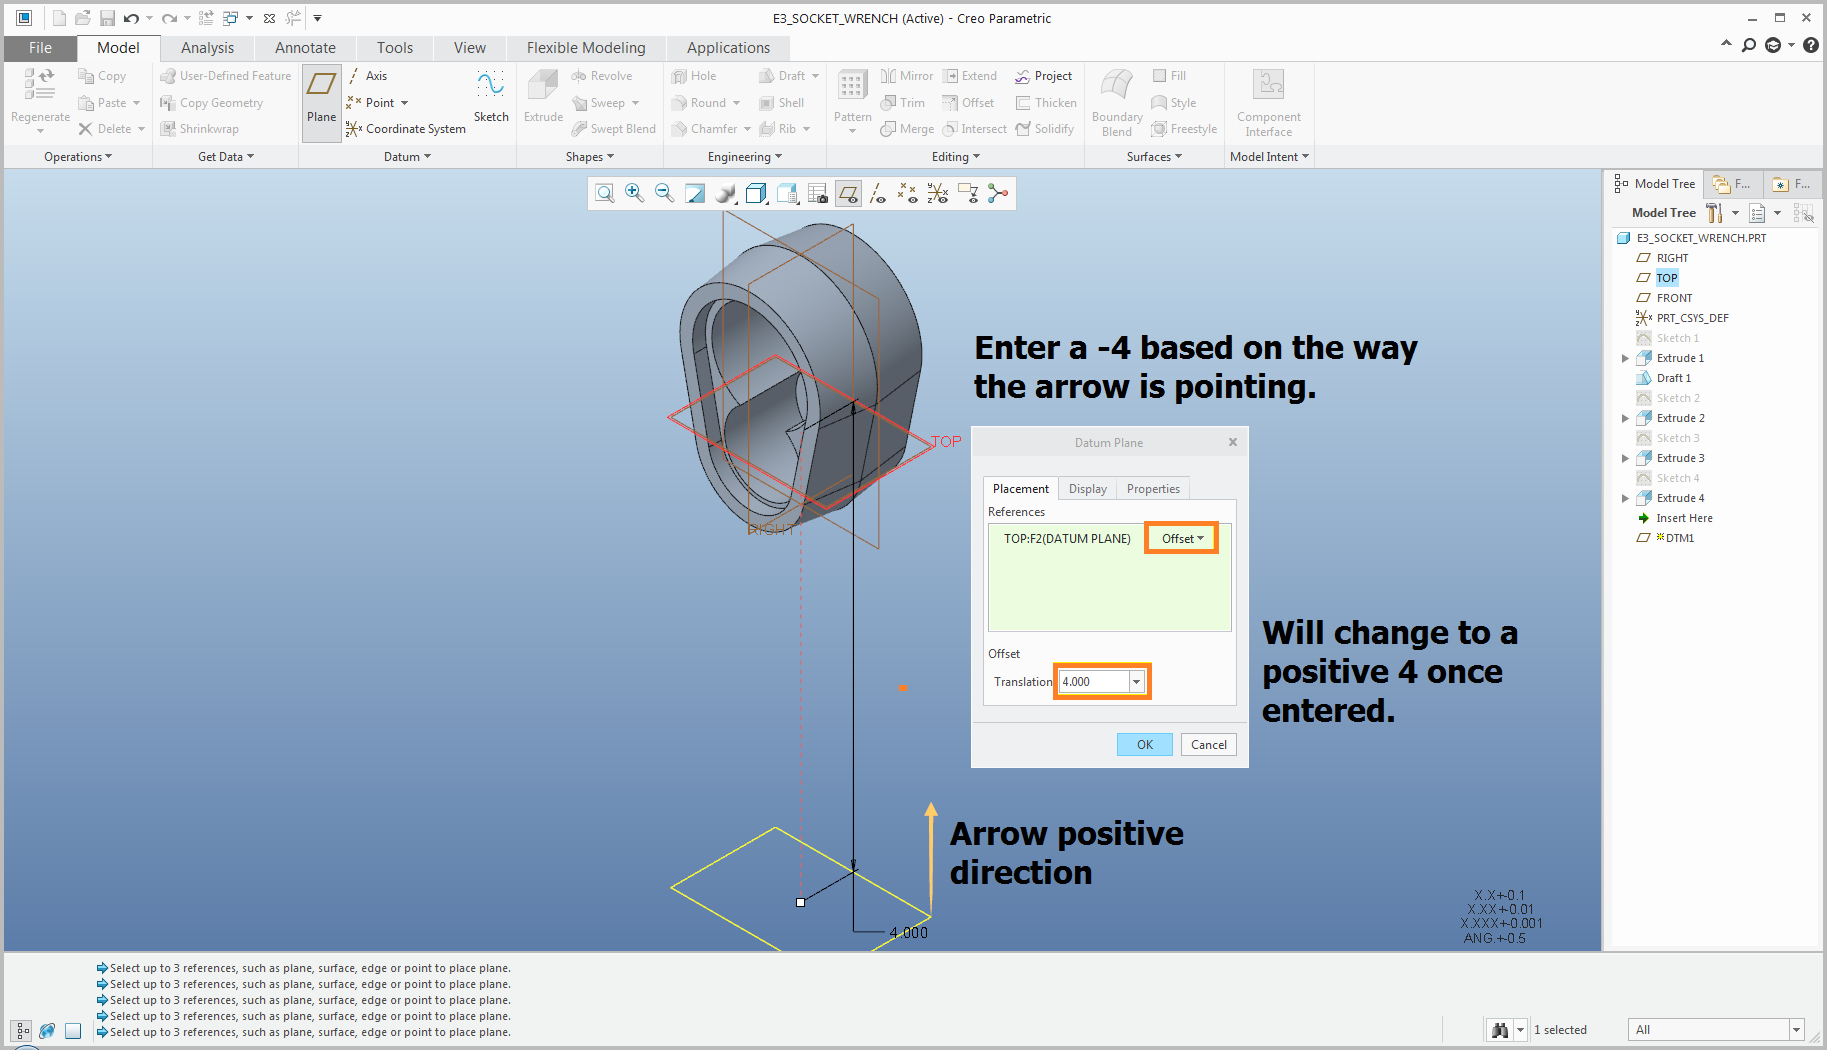 E3_SOCKET_WRENCH (Active) - Creo Parametric
File Model Analysis Annotate Tools View Flexible Modeling Applications
Regenerate
Copy
Paste
Delete
Operations
User-Defined Feature
Copy Geometry
Shrinkwrap
Get Data
Plane
Axis
Point
Coordinate System
Sketch
Datum
Extrude
Revolve
Sweep
Swept Blend
Shapes
Hole
Round
Chamfer
Draft
Shell
Rib
Engineering
Pattern
Mirror
Trim
Merge
Extend
Offset
Intersect
Project
Thicken
Solidify
Editing
Boundary
Blend
Fill
Style
Freestyle
Surfaces
Component
Interface
Model Intent
TOP
RIGHT
Enter a -4 based on the way
the arrow is pointing.
Datum Plane
Placement Display Properties
References
TOP:F2(DATUM PLANE) Offset
Offset
Translation 4.000
OK Cancel
Will change to a
positive 4 once
entered.
Arrow positive
direction
4.000
X.X+-0.1
X.XX+-0.01
X.XXX+-0.001
ANG.+-0.5
Model Tree F... F...
Model Tree
E3_SOCKET_WRENCH.PRT
RIGHT
TOP
FRONT
PRT_CSYS_DEF
Sketch 1
Extrude 1
Draft 1
Sketch 2
Extrude 2
Sketch 3
Extrude 3
Sketch 4
Extrude 4
Insert Here
DTM1
Select up to 3 references, such as plane, surface, edge or point to place plane.
Select up to 3 references, such as plane, surface, edge or point to place plane.
Select up to 3 references, such as plane, surface, edge or point to place plane.
Select up to 3 references, such as plane, surface, edge or point to place plane.
Select up to 3 references, such as plane, surface, edge or point to place plane.
1 selected
All